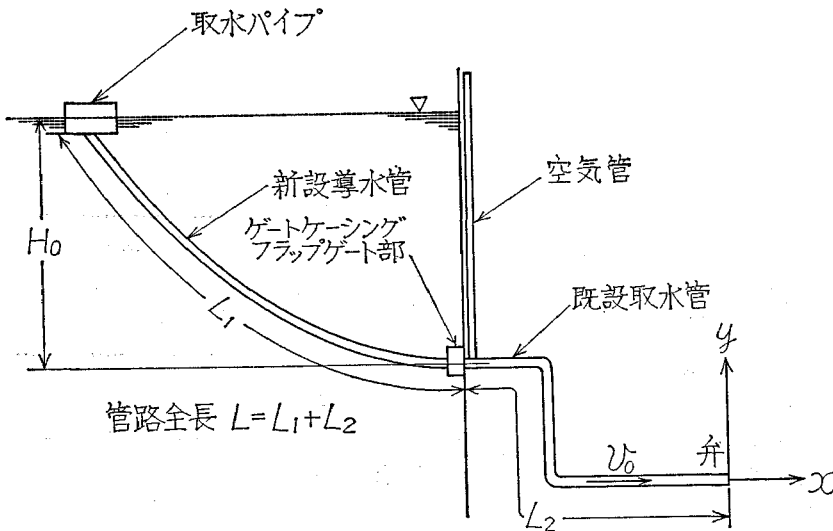 取水パイプ
新設導水管
空気管
ゲートケーシング
フラップゲート部
H₀
L₁
既設取水管
y
管路全長 L=L₁+L₂
弁
υ₀
x
L₂